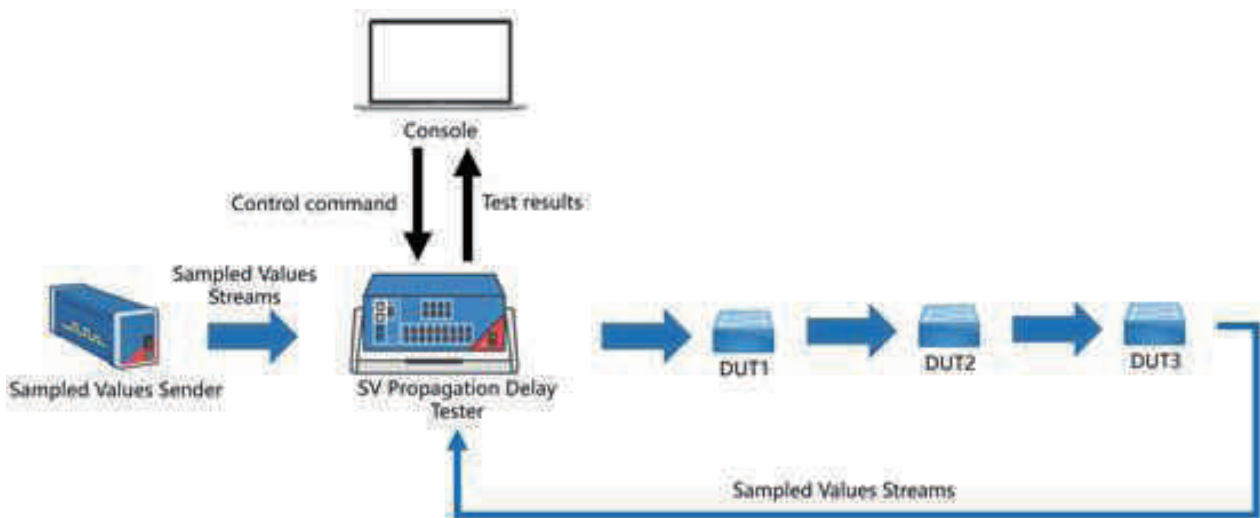 Console
Control command
Test results
Sampled Values
Streams
Sampled Values Sender
SV Propagation Delay
Tester
DUT1
DUT2
DUT3
Sampled Values Streams